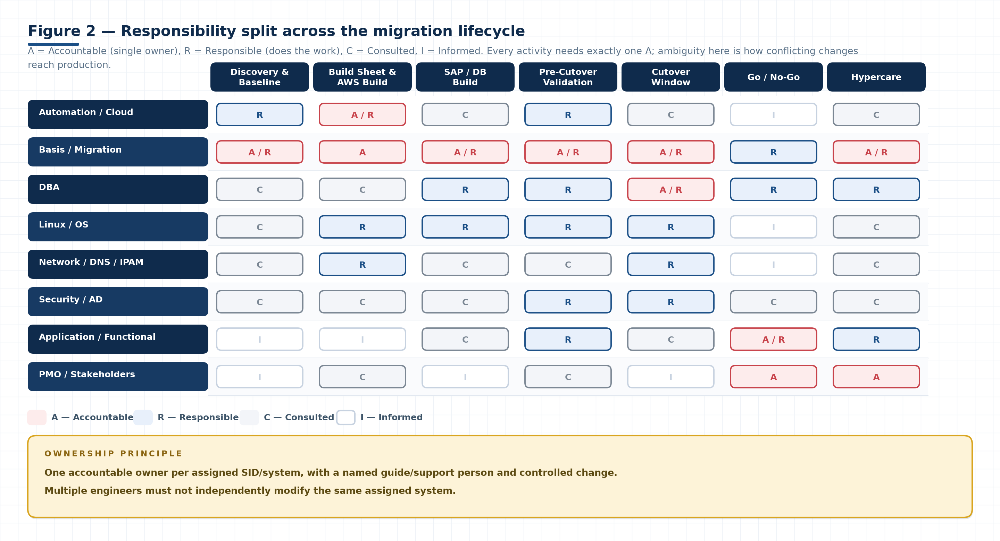 Figure 2 — Responsibility split across the migration lifecycle
A = Accountable (single owner), R = Responsible (does the work), C = Consulted, I = Informed. Every activity needs exactly one A; ambiguity here is how conflicting changes
reach production.
Discovery &
Baseline
Build Sheet &
AWS Build
SAP / DB
Build
Pre-Cutover
Validation
Cutover
Window
Go / No-Go
Hypercare
Automation / Cloud
R
A / R
C
R
C
I
C
Basis / Migration
A / R
A
A / R
A / R
A / R
R
A / R
DBA
C
C
R
R
A / R
R
R
Linux / OS
C
R
R
R
R
I
C
Network / DNS / IPAM
C
R
C
C
R
I
C
Security / AD
C
C
C
R
R
C
C
Application / Functional
I
I
C
R
C
A / R
R
PMO / Stakeholders
I
C
I
C
I
A
A
A — Accountable
R — Responsible
C — Consulted
I — Informed
OWNERSHIP PRINCIPLE
One accountable owner per assigned SID/system, with a named guide/support person and controlled change.
Multiple engineers must not independently modify the same assigned system.